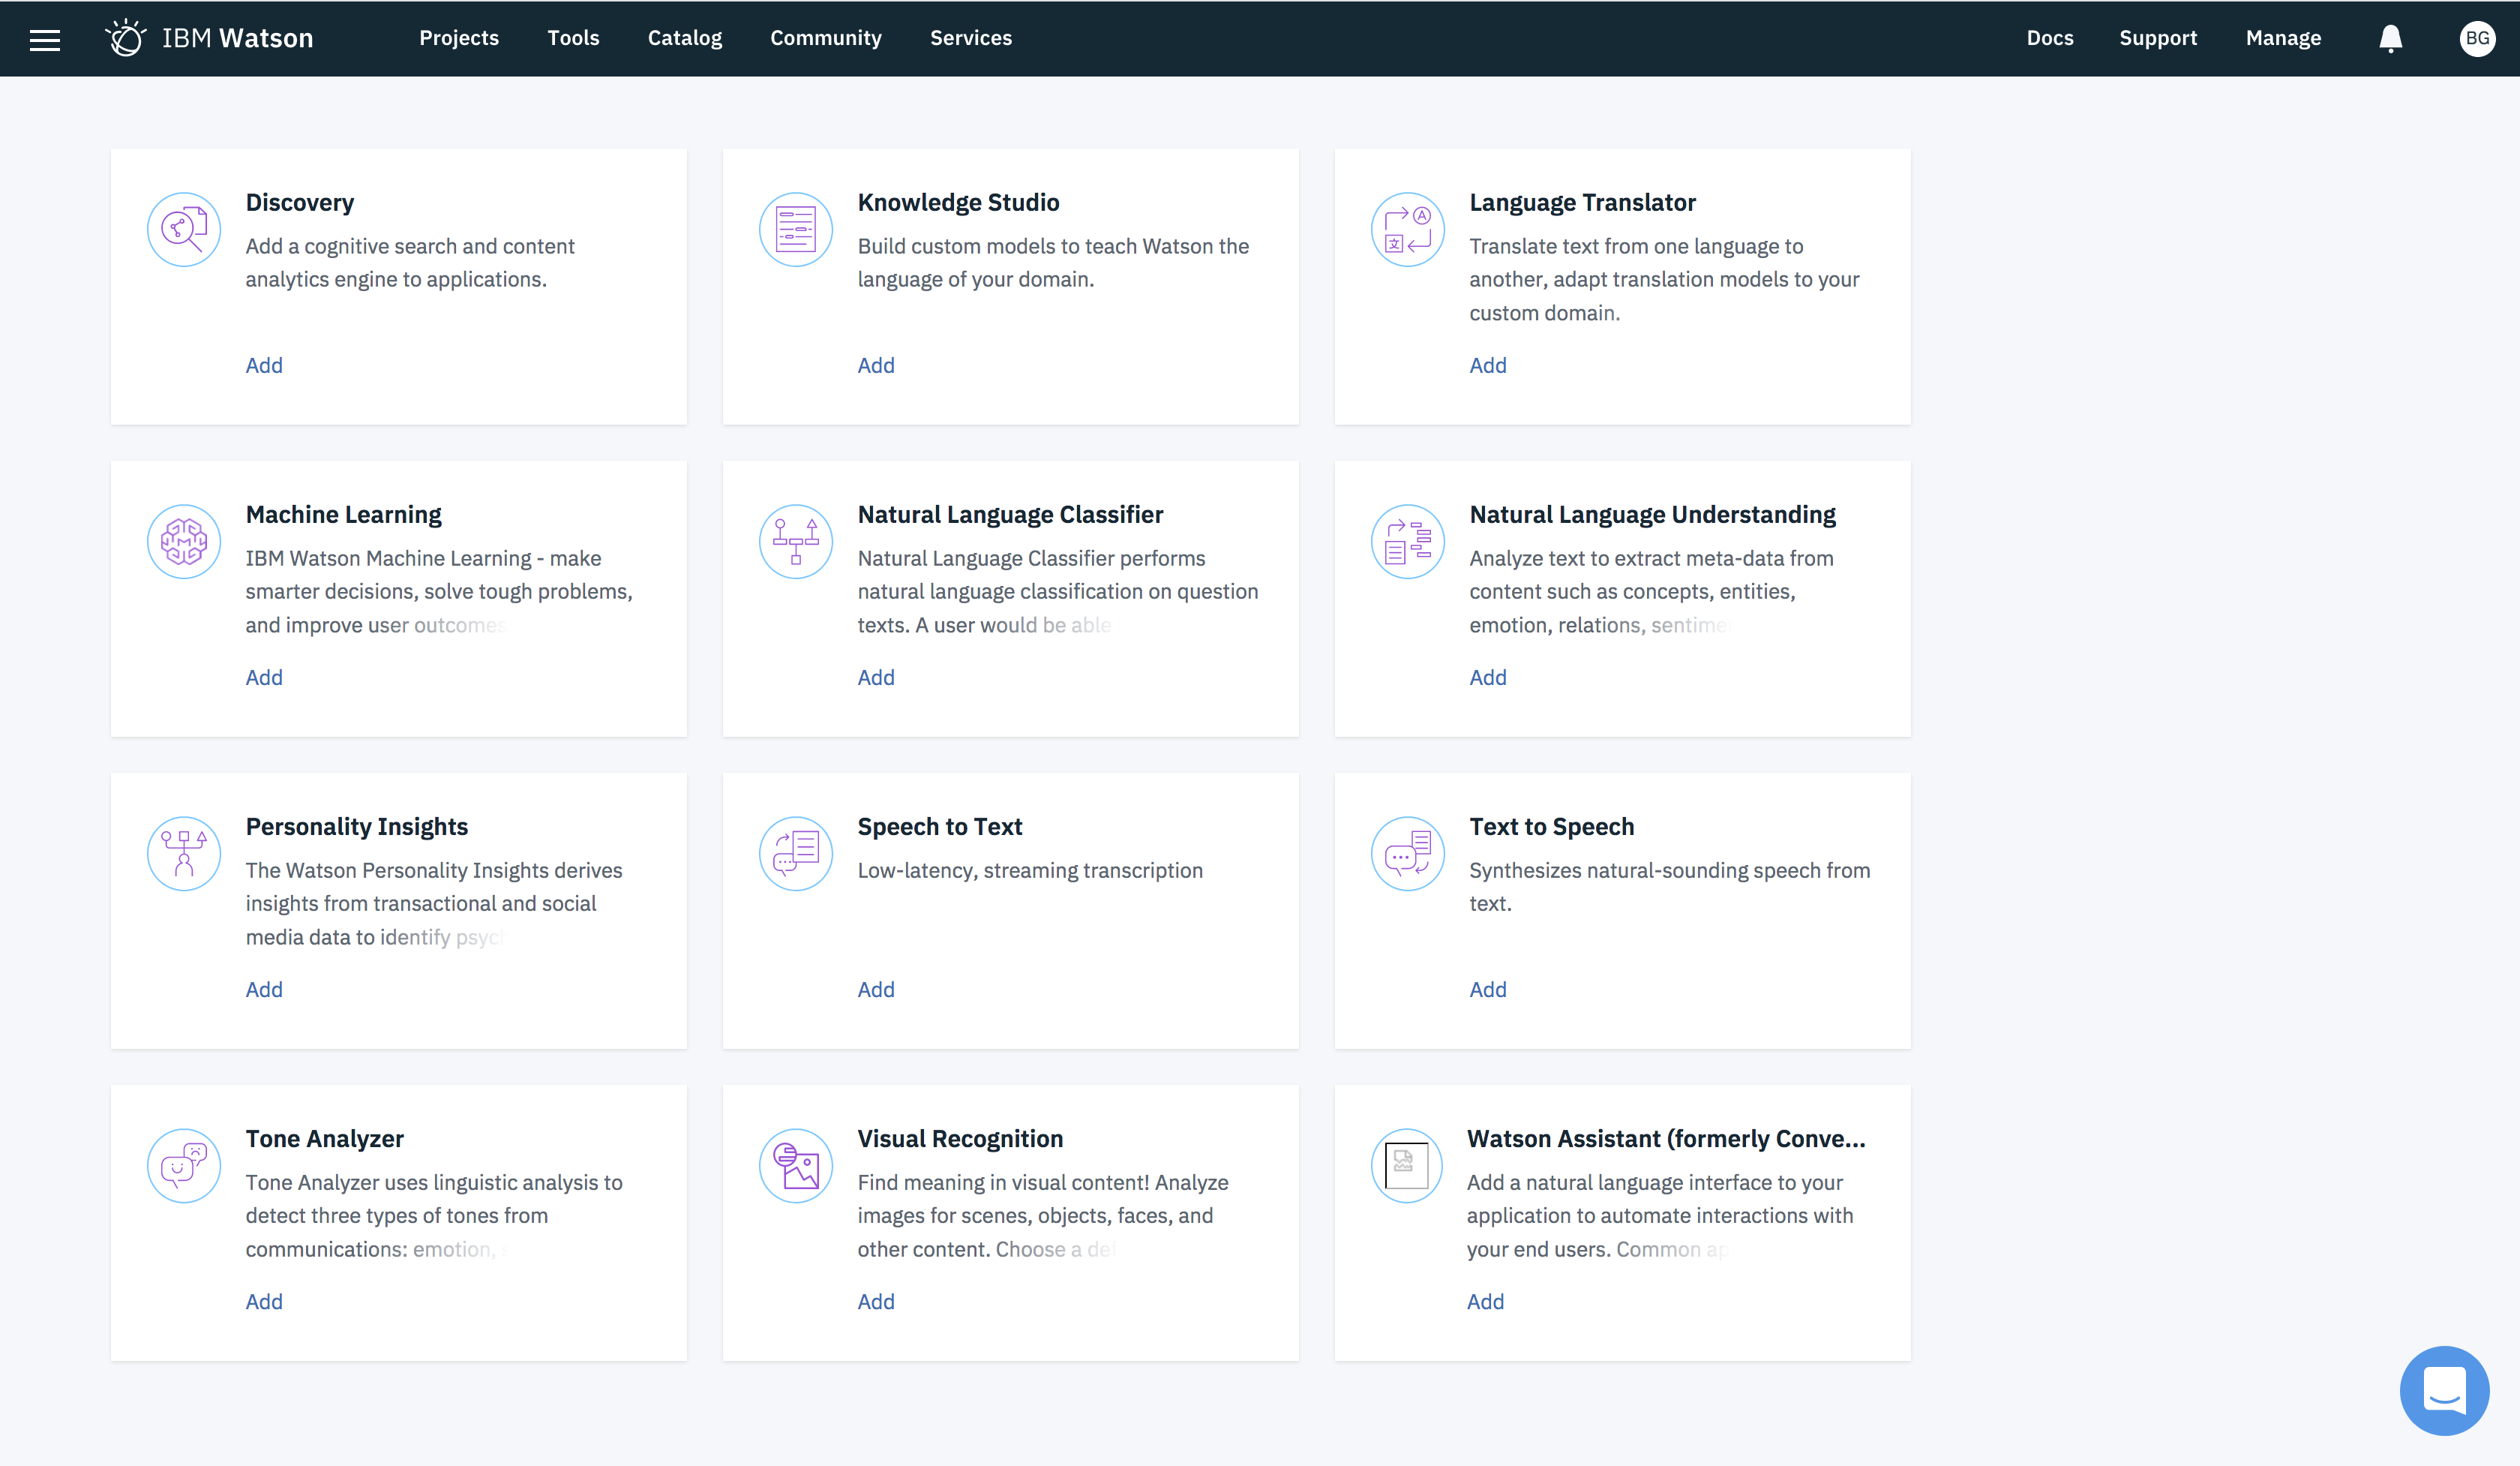 IBM Watson
Projects
Tools
Catalog
Community
Services
Docs
Support
Manage
BG
Discovery
Add a cognitive search and content
analytics engine to applications.
Add
Knowledge Studio
Build custom models to teach Watson the
language of your domain.
Add
Language Translator
Translate text from one language to
another, adapt translation models to your
custom domain.
Add
Machine Learning
IBM Watson Machine Learning - make
smarter decisions, solve tough problems,
and improve user outcomes
Add
Natural Language Classifier
Natural Language Classifier performs
natural language classification on question
texts. A user would be able
Add
Natural Language Understanding
Analyze text to extract meta-data from
content such as concepts, entities,
emotion, relations, sentime
Add
Personality Insights
The Watson Personality Insights derives
insights from transactional and social
media data to identify psych
Add
Speech to Text
Low-latency, streaming transcription
Add
Text to Speech
Synthesizes natural-sounding speech from
text.
Add
Tone Analyzer
Tone Analyzer uses linguistic analysis to
detect three types of tones from
communications: emotion,
Add
Visual Recognition
Find meaning in visual content! Analyze
images for scenes, objects, faces, and
other content. Choose a def
Add
Watson Assistant (formerly Conve...
Add a natural language interface to your
application to automate interactions with
your end users. Common ap
Add